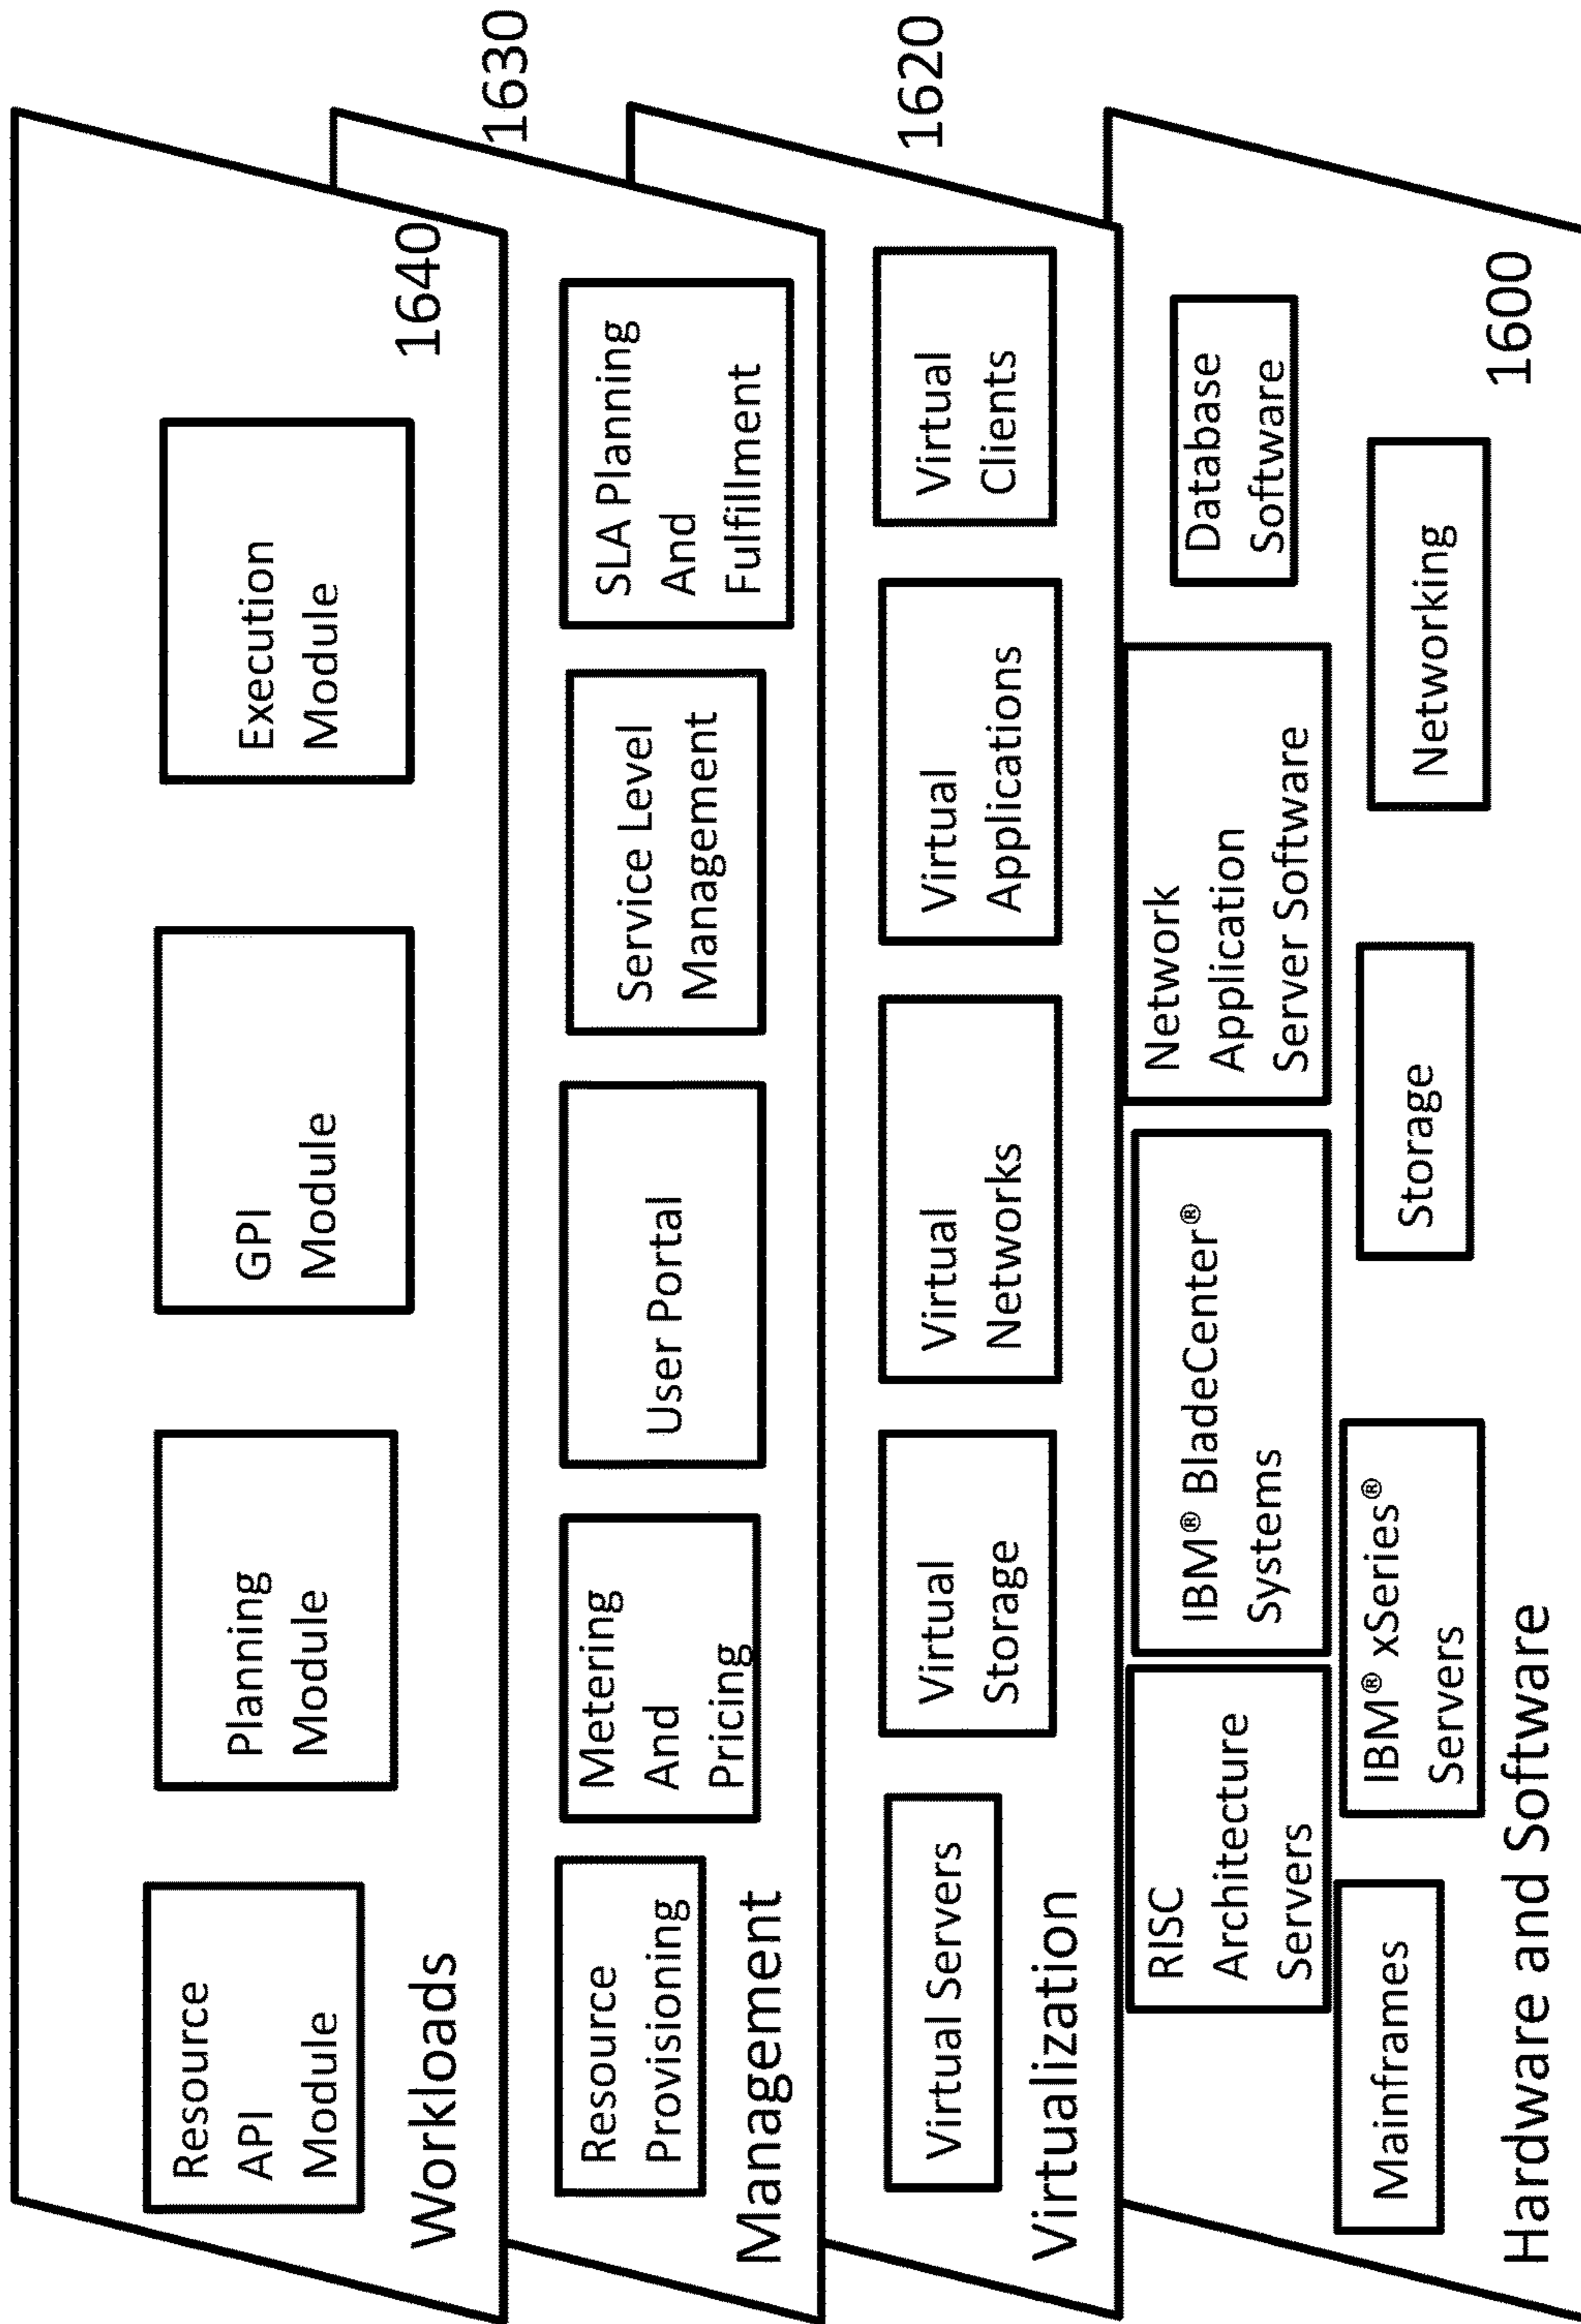 Resource
API
Module
Planning
Module
GPI
Module
Execution
Module
Workloads
1640
Resource
Provisioning
Metering
And
Pricing
User Portal
Service Level
Management
SLA Planning
And
Fulfillment
Management
1630
Virtual Servers
Virtual
Storage
Virtual
Networks
Virtual
Applications
Virtual
Clients
Virtualization
1620
RISC
Architecture
Servers
IBM® BladeCenter®
Systems
Network
Application
Server Software
Database
Software
Mainframes
IBM® xSeries®
Servers
Storage
Networking
Hardware and Software
1600